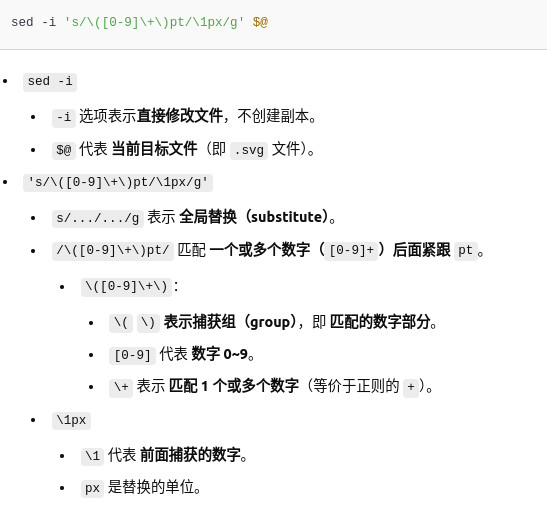 sed -i 's/\([0-9]\+\)pt/\1px/g' $@
sed -i
-i 选项表示直接修改文件，不创建副本。
$@ 代表 当前目标文件（即 .svg 文件）。
's/\([0-9]\+\)pt/\1px/g'
s/.../.../g 表示 全局替换（substitute）。
/\([0-9]\+\)pt/ 匹配 一个或多个数字（ [0-9]+ ）后面紧跟 pt 。
\([0-9]\+\) ：
\( \) 表示捕获组（group），即 匹配的数字部分。
[0-9] 代表 数字 0~9。
\+ 表示 匹配 1 个或多个数字（等价于正则的 + ）。
\1px
\1 代表 前面捕获的数字。
px 是替换的单位。